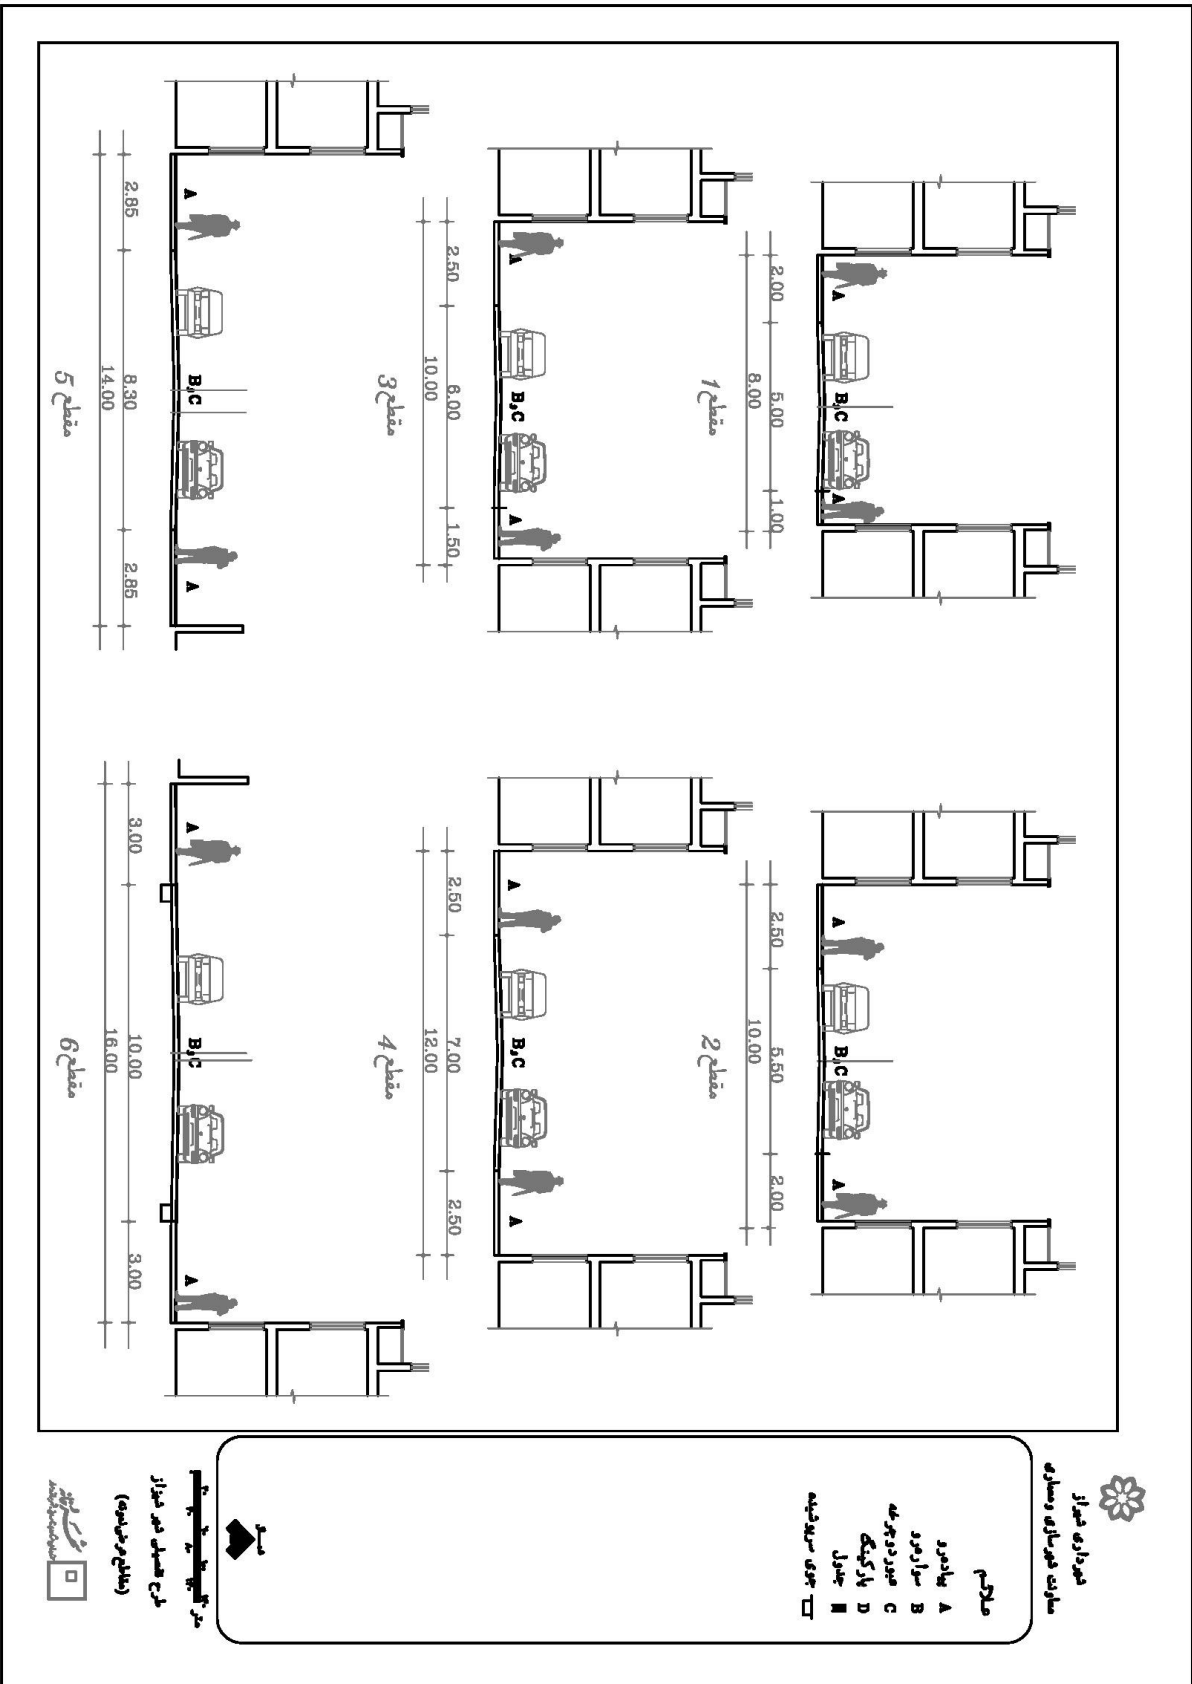 A
B,C
A
2.00
5.00
1.00
8.00
مقطع 1
A
B,C
A
2.50
5.50
2.00
10.00
مقطع 2
A
B,C
A
2.50
6.00
1.50
10.00
مقطع 3
A
B,C
A
2.50
7.00
2.50
12.00
مقطع 4
A
B,C
A
2.85
8.30
2.85
14.00
مقطع 5
A
B,C
A
3.00
10.00
3.00
16.00
مقطع 6
شهرداری شیراز
معاونت شهرسازی و معماری
علائم
A پیاده‌رو
B سواره‌رو
C عبور دوچرخه
D پارکینگ
جدول
جوی سرپوشیده
متر
طرح تفصیلی شهر شیراز
(مقاطع عرضی نمونه)